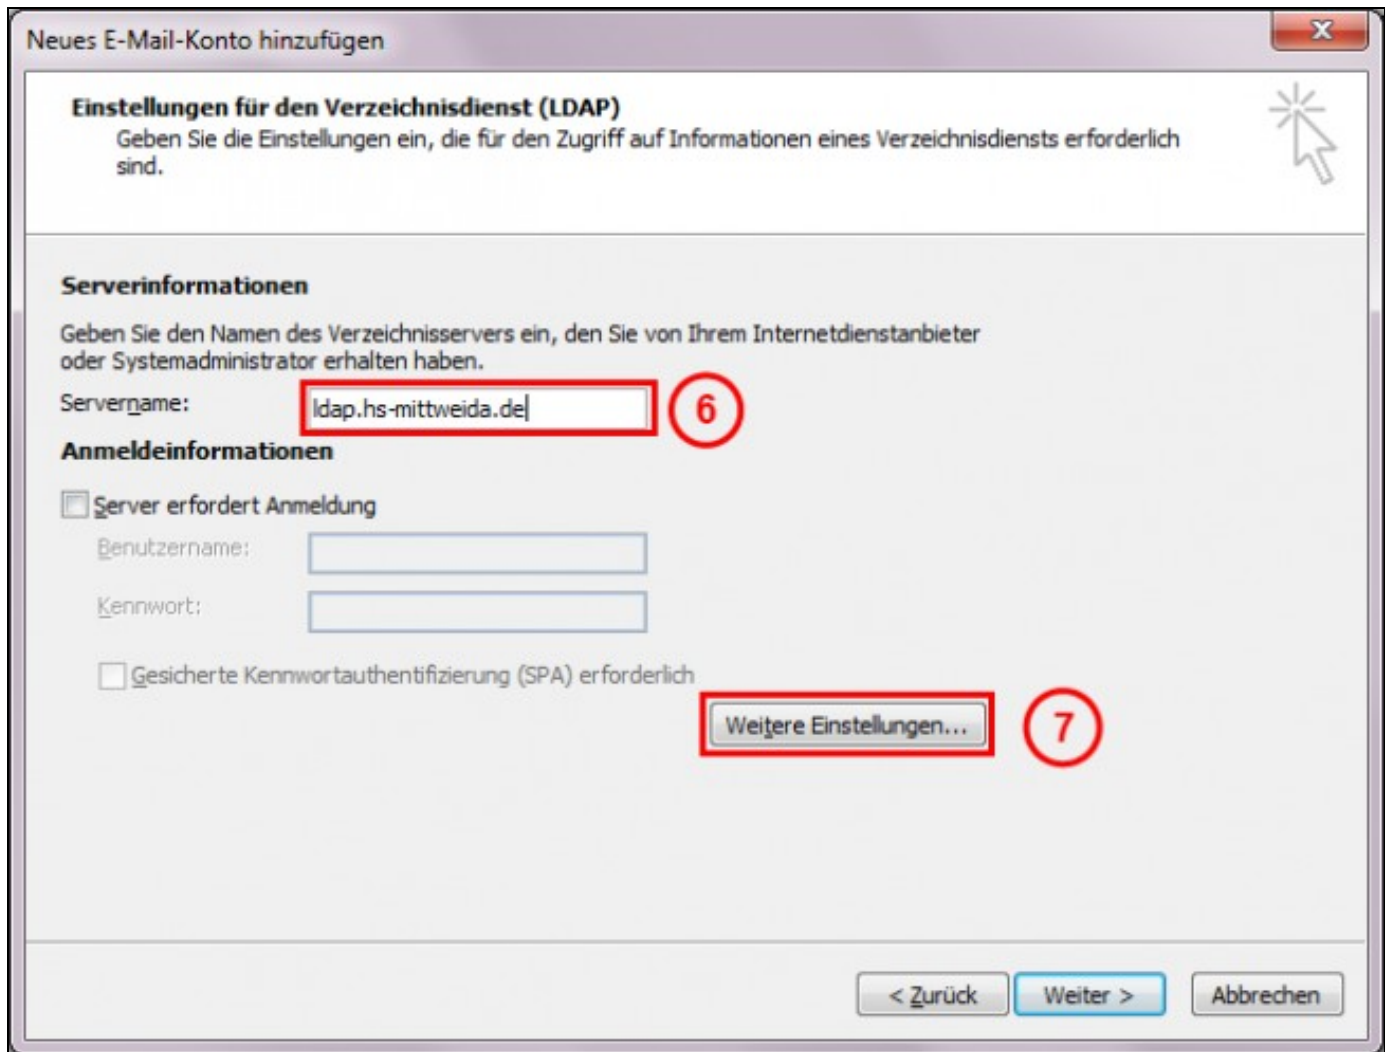 Neues E-Mail-Konto hinzufügen
Einstellungen für den Verzeichnisdienst (LDAP)
Geben Sie die Einstellungen ein, die für den Zugriff auf Informationen eines Verzeichnisdiensts erforderlich
sind.
Serverinformationen
Geben Sie den Namen des Verzeichnisservers ein, den Sie von Ihrem Internetdienstanbieter
oder Systemadministrator erhalten haben.
Servername: ldap.hs-mittweida.de 6
Anmeldeinformationen
Server erfordert Anmeldung
Benutzername:
Kennwort:
Gesicherte Kennwortauthentifizierung (SPA) erforderlich
Weitere Einstellungen... 7
< Zurück Weiter > Abbrechen